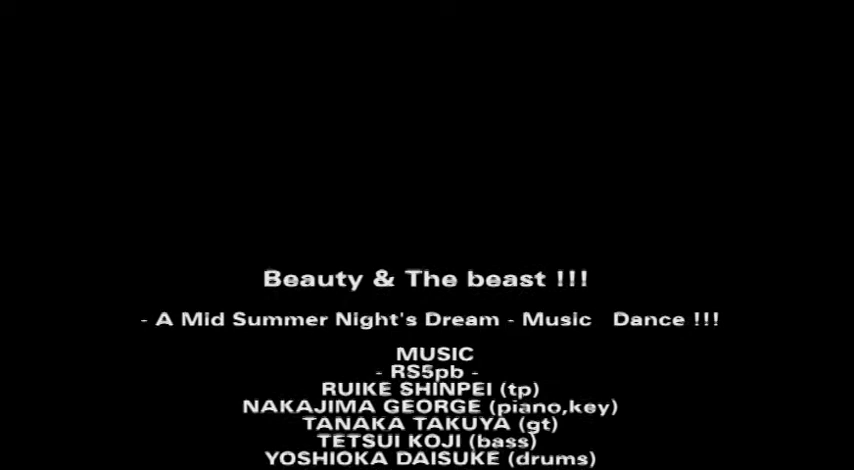 Beauty & The beast !!!
- A Mid Summer Night's Dream - Music Dance !!!
MUSIC
- RS5pb -
RUIKE SHINPEI (tp)
NAKAJIMA GEORGE (piano,key)
TANAKA TAKUYA (gt)
TETSUI KOJI (bass)
YOSHIOKA DAISUKE (drums)